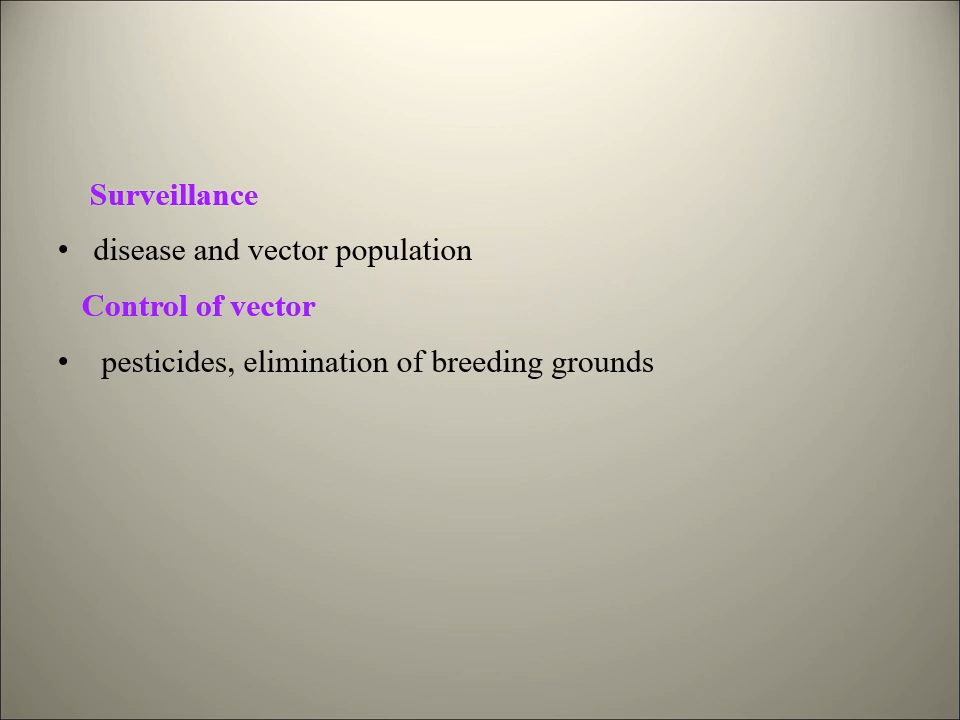 Surveillance
• disease and vector population
Control of vector
• pesticides, elimination of breeding grounds